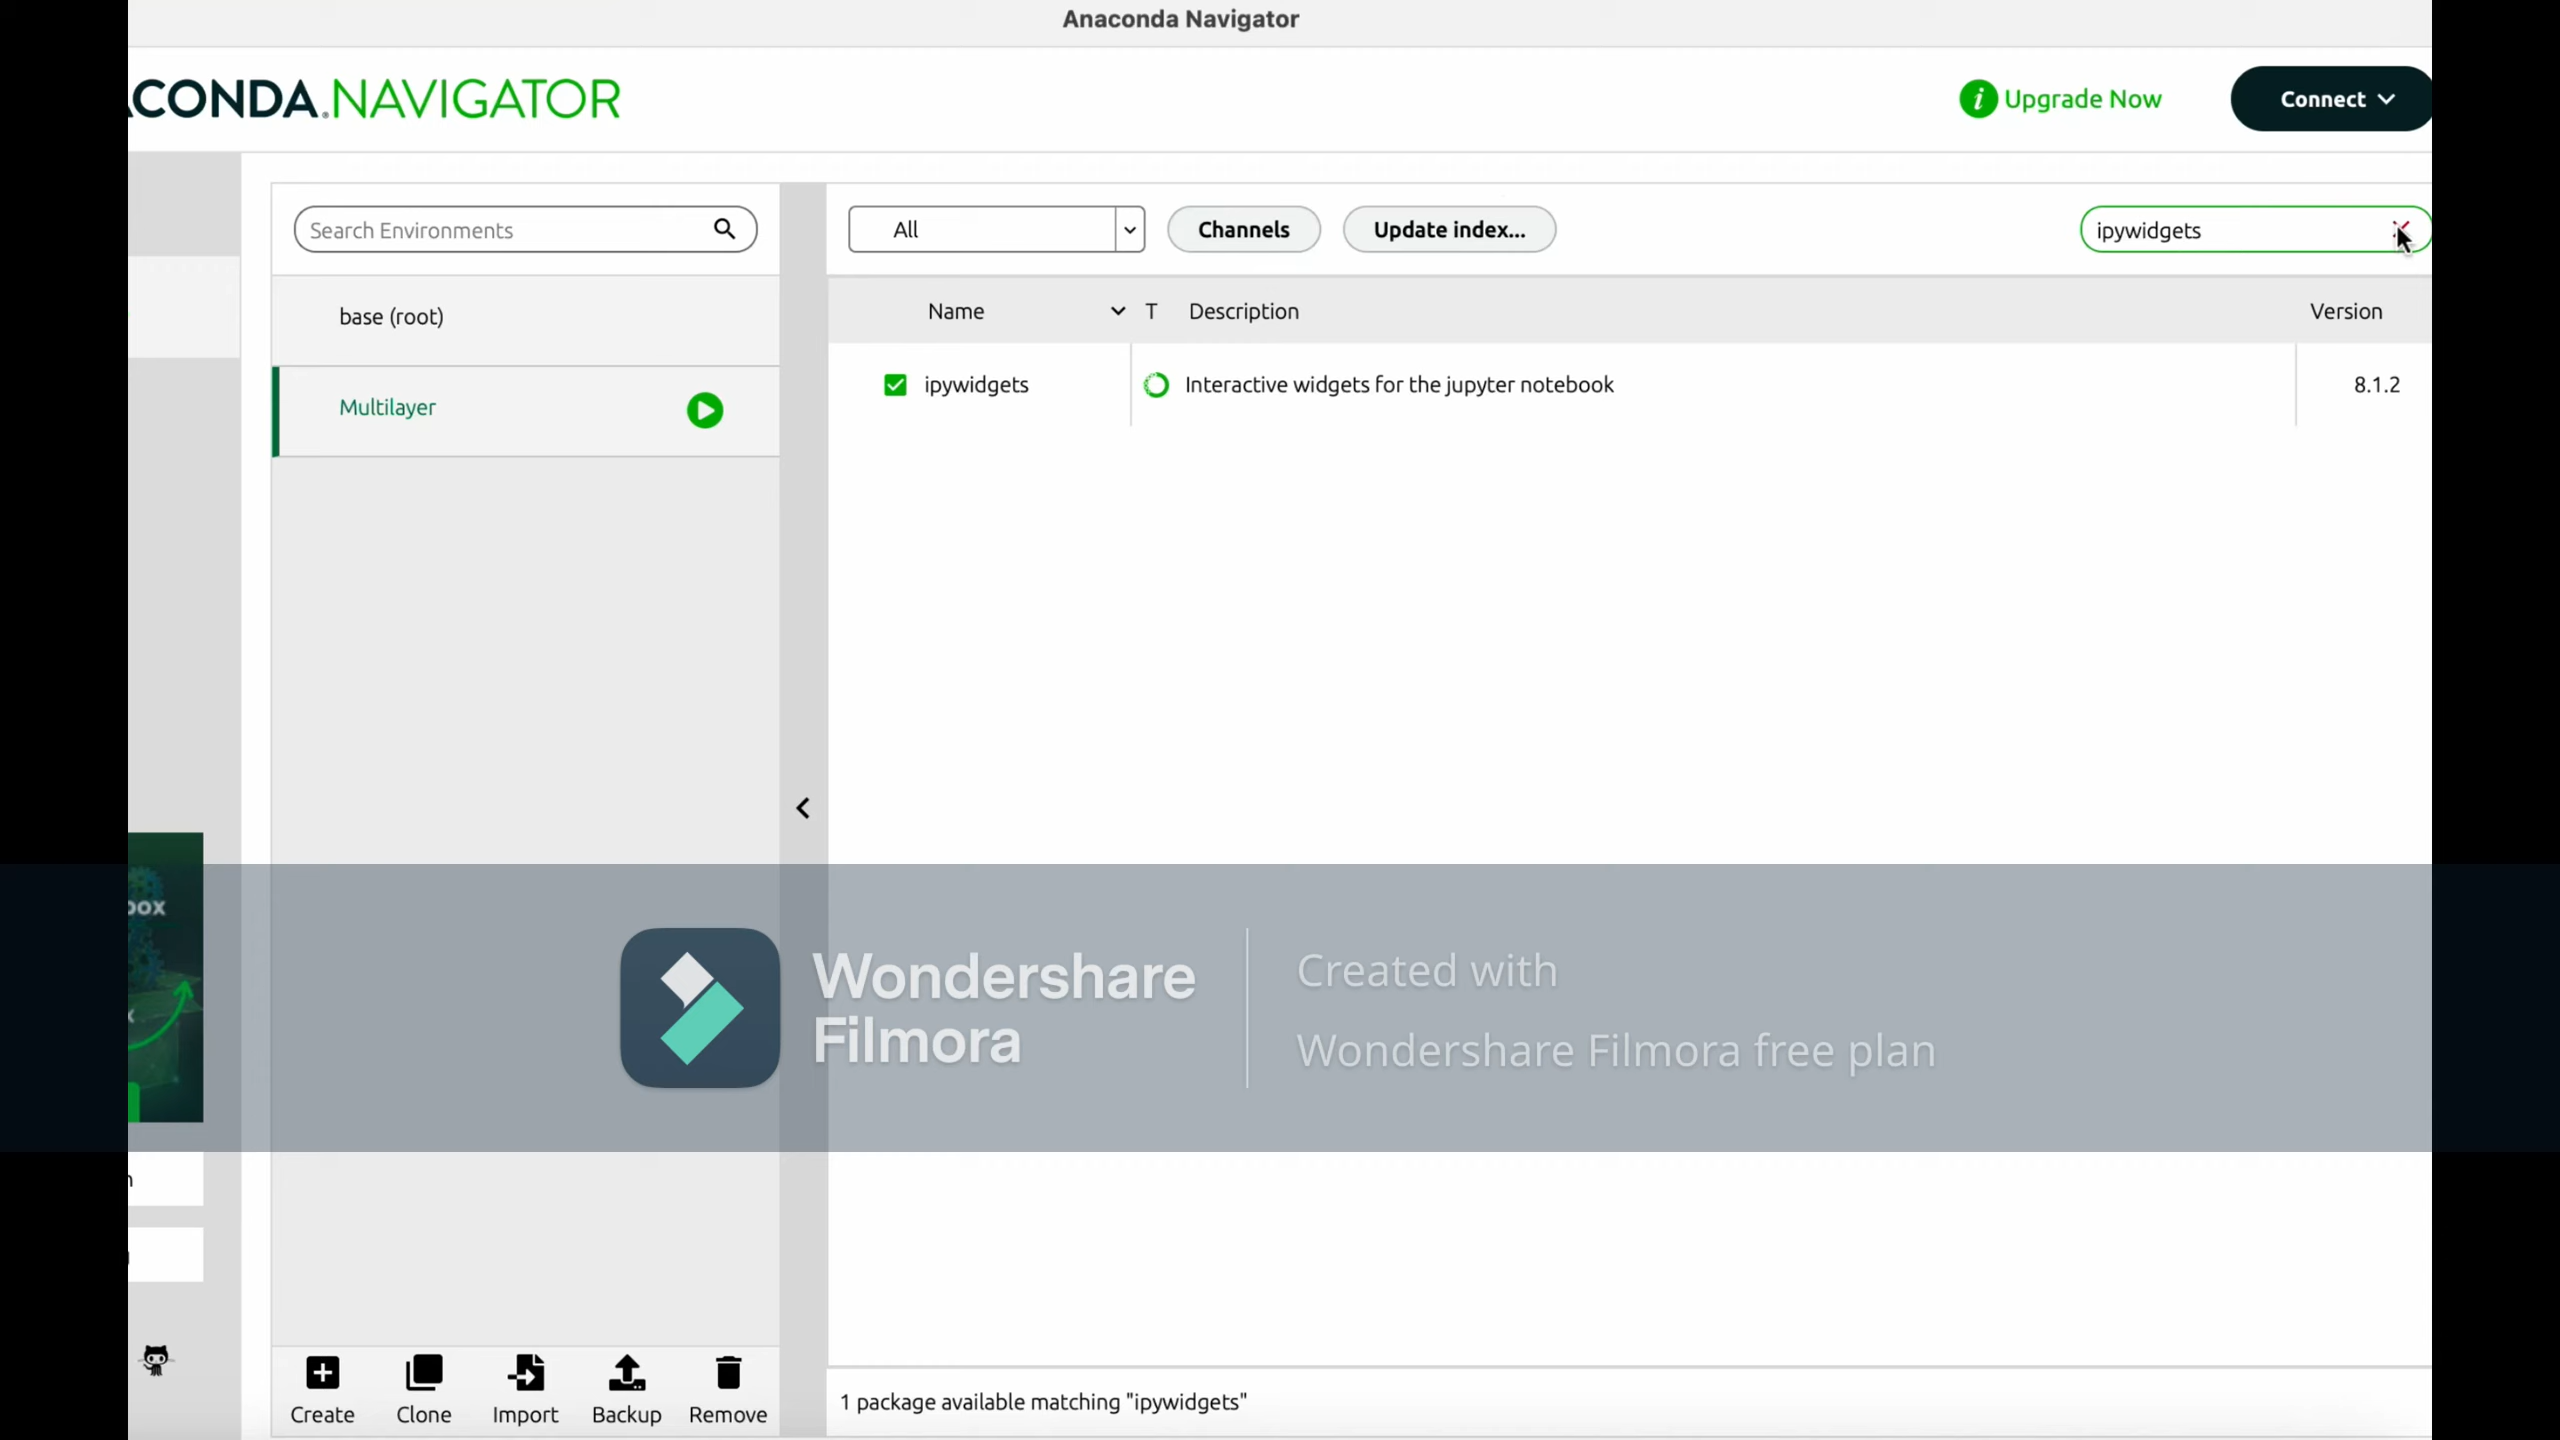 Anaconda Navigator
ACONDA.NAVIGATOR
Upgrade Now
Connect
Search Environments
All
Channels
Update index...
ipywidgets
base (root)
Name
T
Description
Version
Multilayer
ipywidgets
Interactive widgets for the jupyter notebook
8.1.2
box
Wondershare
Filmora
Created with
Wondershare Filmora free plan
Create
Clone
Import
Backup
Remove
1 package available matching "ipywidgets"